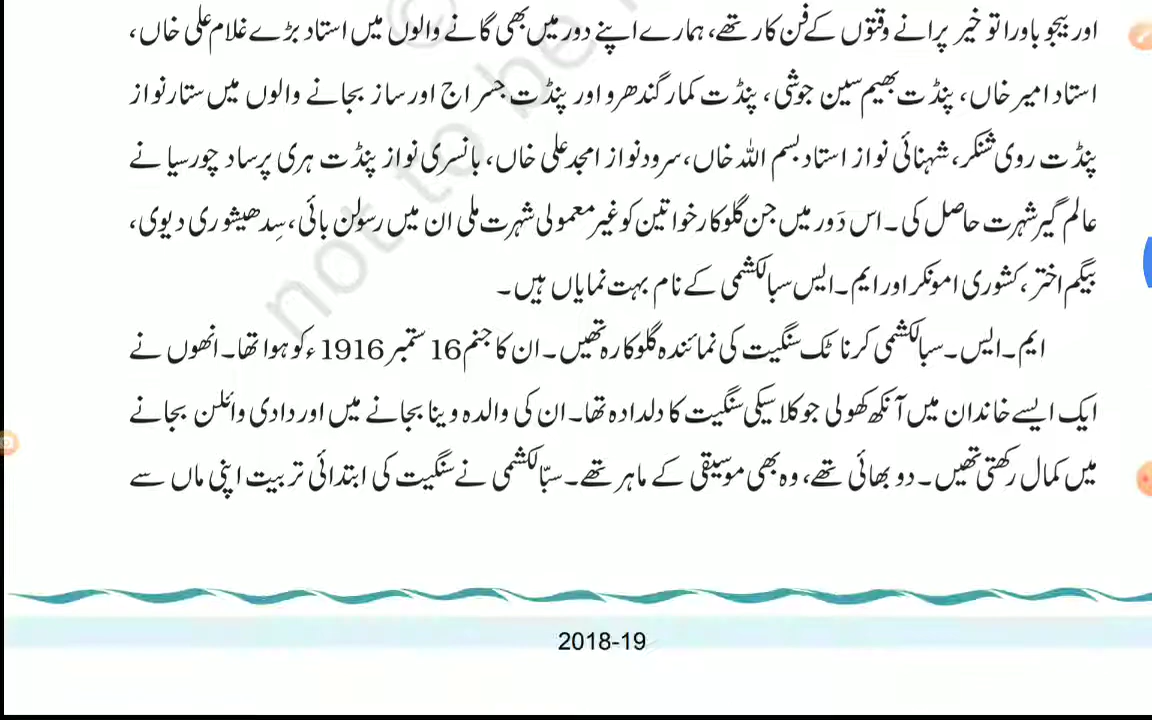 اور بیجو باورا تو خیر پرانے وقتوں کے فن کار تھے، ہمارے اپنے دور میں بھی گانے والوں میں استاد بڑے غلام علی خاں،
استاد امیر خاں، پنڈت بھیم سین جوشی، پنڈت کمار گندھرو اور پنڈت جسراج اور ساز بجانے والوں میں ستار نواز
پنڈت روی شنکر، شہنائی نواز استاد بسم اللہ خاں، سرود نواز امجد علی خاں، بانسری نواز پنڈت ہری پرساد چورسیا نے
عالم گیر شہرت حاصل کی۔ اس دَور میں جن گلوکار خواتین کو غیر معمولی شہرت ملی ان میں رسولن بائی، سِدھیشوری دیوی،
بیگم اختر، کشوری امونکر اور ایم۔ایس سبالکشمی کے نام بہت نمایاں ہیں۔
ایم۔ایس۔سبالکشمی کرناٹک سنگیت کی نمائندہ گلوکارہ تھیں۔ ان کا جنم 16 ستمبر 1916ء کو ہوا تھا۔ انھوں نے
ایک ایسے خاندان میں آنکھ کھولی جو کلاسیکی سنگیت کا دلدادہ تھا۔ ان کی والدہ وینا بجانے میں اور دادی وائلن بجانے
میں کمال رکھتی تھیں۔ دو بھائی تھے، وہ بھی موسیقی کے ماہر تھے۔ سبّالکشمی نے سنگیت کی ابتدائی تربیت اپنی ماں سے
© not to be
2018-19